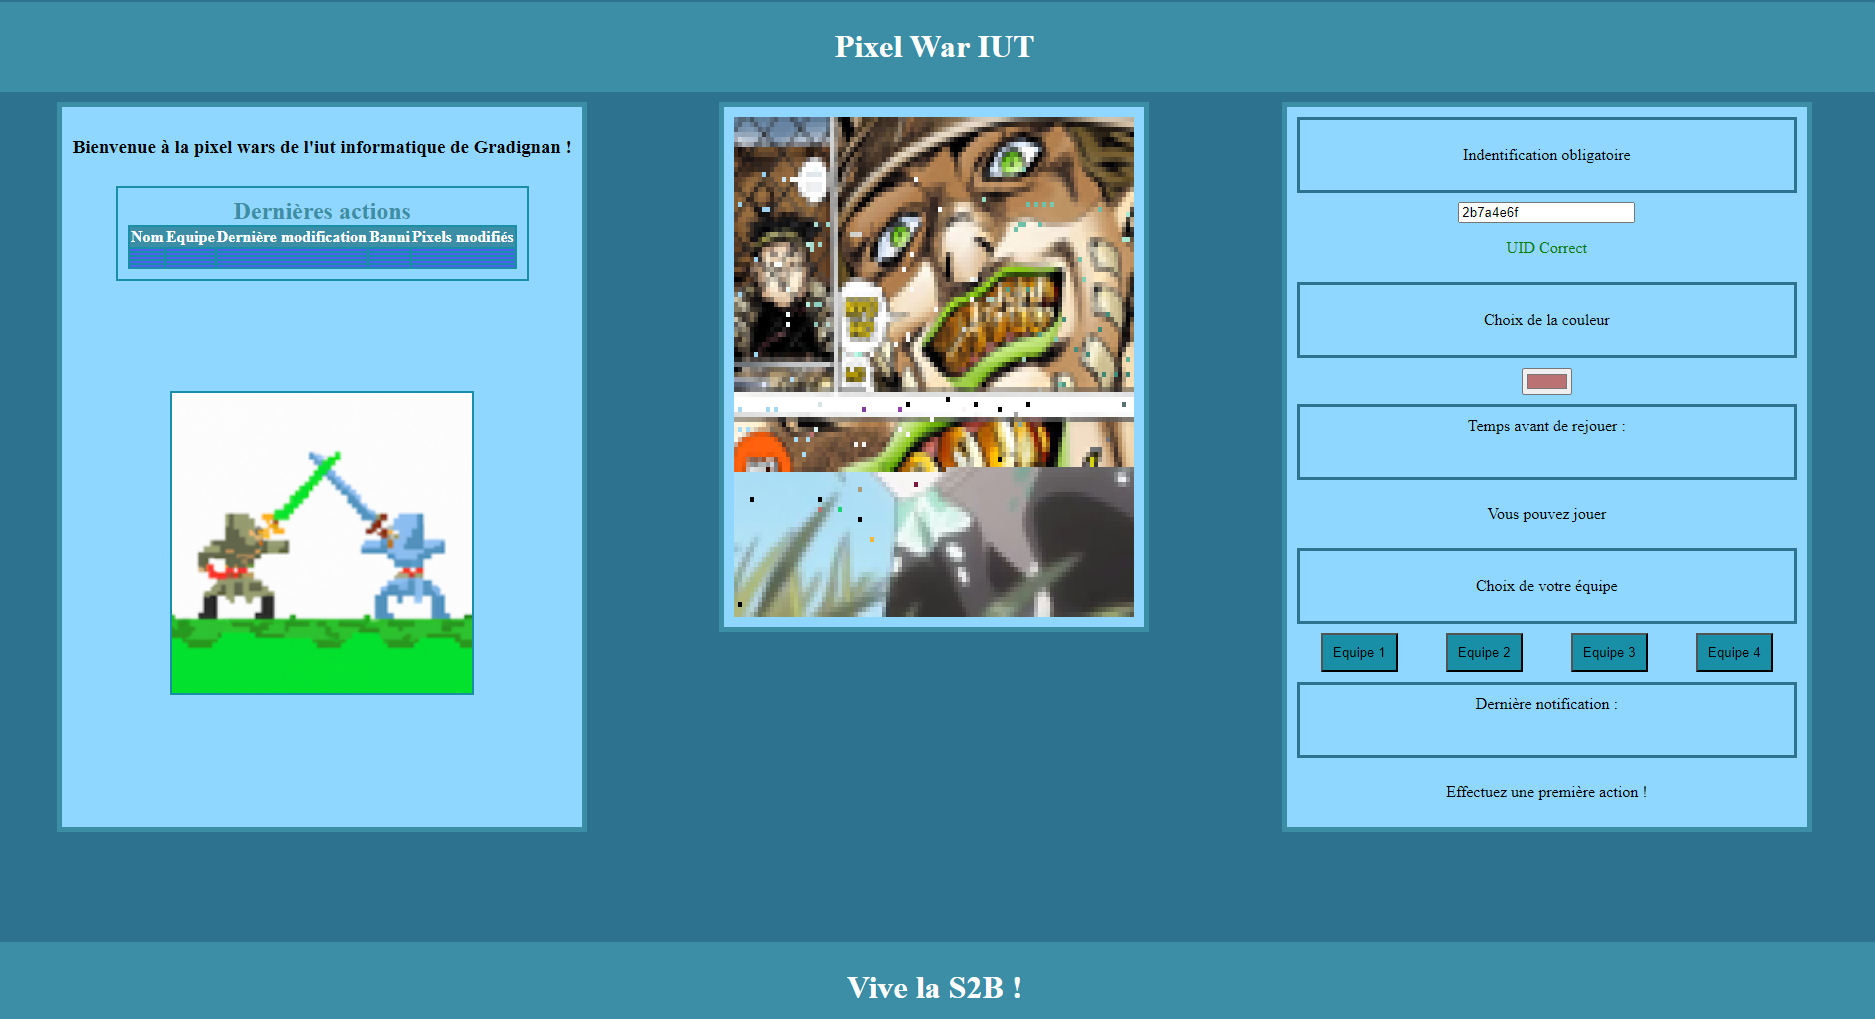 Pixel War IUT
Bienvenue à la pixel wars de l'iut informatique de Gradignan !
Dernières actions
Nom Equipe Dernière modification Banni Pixels modifiés
Indentification obligatoire
2b7a4e6f
UID Correct
Choix de la couleur
Temps avant de rejouer :
Vous pouvez jouer
Choix de votre équipe
Equipe 1 Equipe 2 Equipe 3 Equipe 4
Dernière notification :
Effectuez une première action !
Vive la S2B !